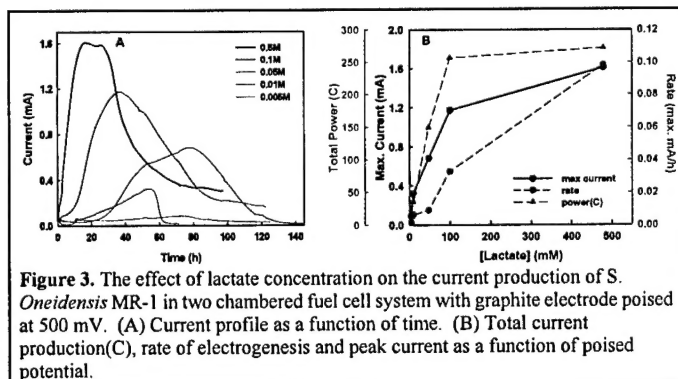 A
1.6
1.2
0.8
0.4
0.0
Current (mA)
0 20 40 60 80 100 120 140
Time (h)
0.5M
0.1M
0.05M
0.01M
0.005M
B
300
250
200
150
100
50
0
Total Power (C)
2.0
1.6
1.2
0.8
0.4
0.0
Max. Current (mA)
0 100 200 300 400 500
[Lactate] (mM)
0.12
0.10
0.08
0.06
0.04
0.02
0.00
Rate (max. mA/h)
max current
rate
power(C)
Figure 3. The effect of lactate concentration on the current production of S.
Oneidensis MR-1 in two chambered fuel cell system with graphite electrode poised
at 500 mV. (A) Current profile as a function of time. (B) Total current
production(C), rate of electrogenesis and peak current as a function of poised
potential.